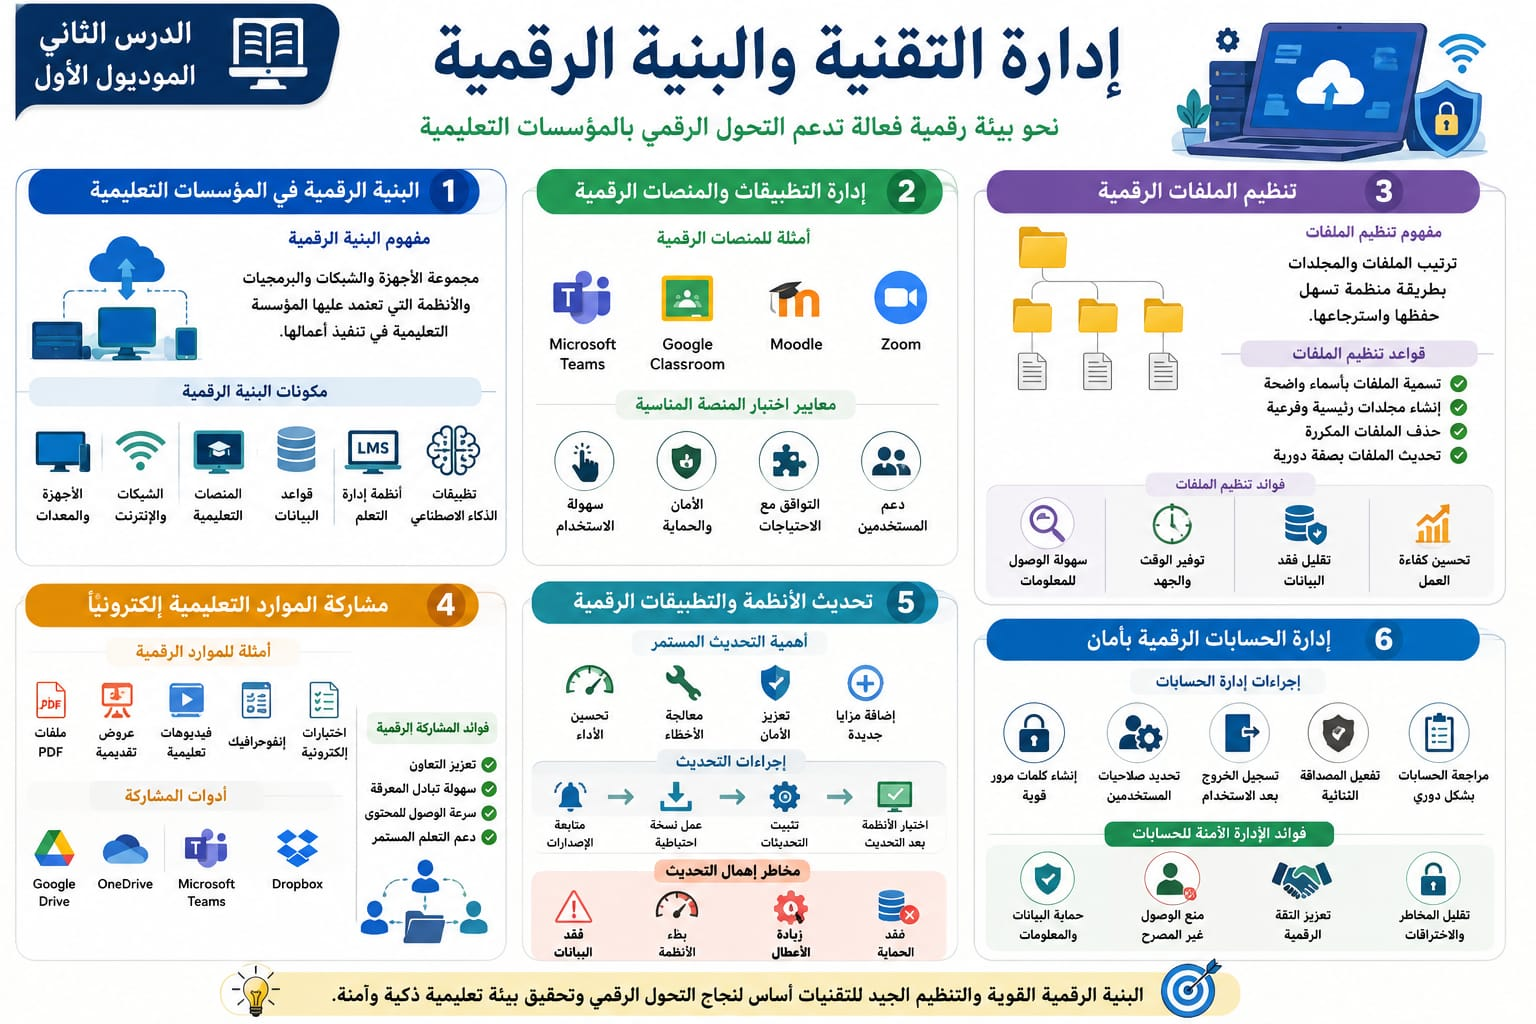 الدرس الثاني
الموديول الأول
إدارة التقنية والبنية الرقمية
نحو بيئة رقمية فعالة تدعم التحول الرقمي بالمؤسسات التعليمية
1 البنية الرقمية في المؤسسات التعليمية
مفهوم البنية الرقمية
مجموعة الأجهزة والشبكات والبرمجيات
والأنظمة التي تعتمد عليها المؤسسة
التعليمية في تنفيذ أعمالها.
مكونات البنية الرقمية
LMS
الأجهزة
والمعدات
الشبكات
والإنترنت
المنصات
التعليمية
قواعد
البيانات
أنظمة إدارة
التعلم
تطبيقات
الذكاء الاصطناعي
2 إدارة التطبيقات والمنصات الرقمية
أمثلة للمنصات الرقمية
Microsoft
Teams
Google
Classroom
Moodle
Zoom
معايير اختبار المنصة المناسية
سهولة
الاستخدام
الأمان
والحماية
التوافق مع
الاحتياجات
دعم
المستخدمين
3 تنظيم الملفات الرقمية
مفهوم تنظيم الملفات
ترتيب الملفات والمجلدات
بطريقة منظمة تسهل
حفظها واسترجاعها.
قواعد تنظيم الملفات
تسمية الملفات بأسماء واضحة
إنشاء مجلدات رئيسية وفرعية
حذف الملفات المكررة
تحديث الملفات بصفة دورية
فوائد تنظيم الملفات
سهولة الوصول
للمعلومات
توفير الوقت
والجهد
تقليل فقد
البيانات
تحسين كفاءة
العمل
4 مشاركة الموارد التعليمية إلكترونيًا
أمثلة للموارد الرقمية
PDF
ملفات
PDF
عروض
تقديمية
فيديوهات
تعليمية
إنفوحرافيك
اختبارات
إلكترونية
أدوات المشاركة
Google
Drive
OneDrive
Microsoft
Teams
Dropbox
فوائد المشاركة الرقمية
تعزيز التعاون
سهولة تبادل المعرقة
سرعة الوصول للمحتوى
دعم التعلم المستمر
5 تحديث الأنظمة والتطبيقات الرقمية
أهمية التحديث المستمر
تحسين
الأداء
معالجة
الأخطاء
تعزيز
الأمان
إضافة مزايا
جديدة
إجراءات التحديث
متابعة
الإصدارات
عمل نسخة
احتياطية
تثبيت
التحديثات
اختبار الأنظمة
بعد التحديث
مخاطر إهمال التحديث
فقد
البيانات
بطء
الأنظمة
زيادة
الأعطال
فقد
الحماية
6 إدارة الحسابات الرقمية بأمان
إجراءات إدارة الحسابات
إنشاء كلمات مرور
قوية
تحديد صلاحيات
المستخدمين
تسجيل الخروج
بعد الاستخدام
تفعيل المصداقة
الثنائية
مراجعة الحسابات
بشكل دوري
فوائد الإدارة الآمنة للحسابات
حماية البيانات
والمعلومات
منع الوصول
غير المصرح
تعزيز الثقة
الرقمية
تقليل المخاطر
والاختراقات
البنية الرقمية القوية والتنظيم الجيد للتقنيات أساس لنجاح التحول الرقمي وتحقيق بيئة تعليمية ذكية وآمنة.